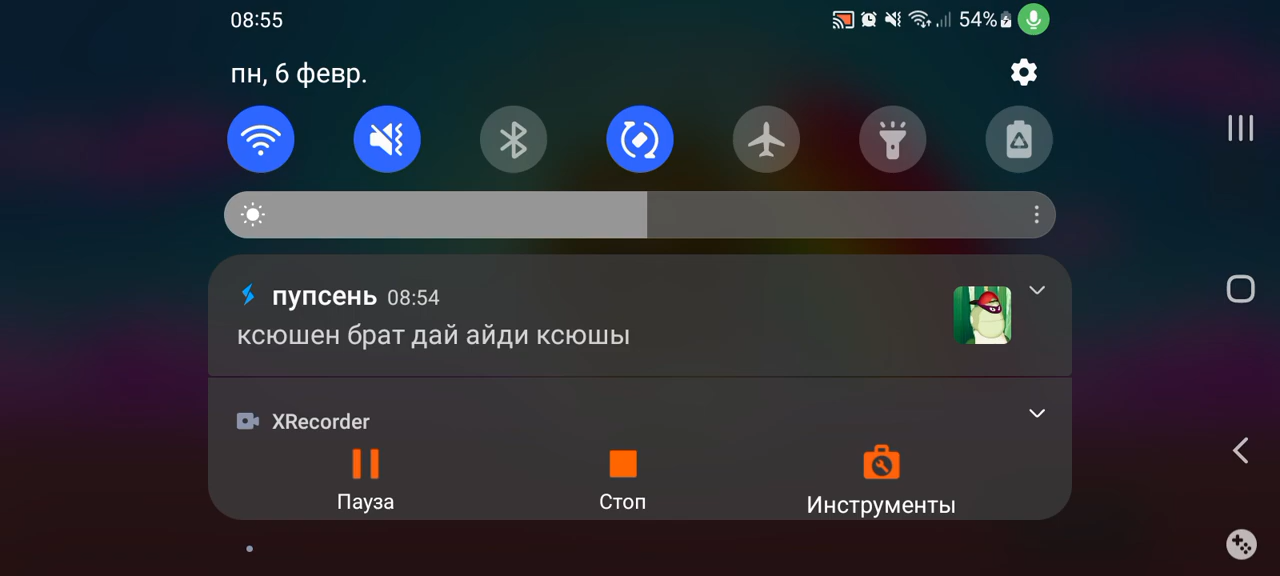 08:55
54%
пн, 6 февр.
пупсень 08:54
ксюшен брат дай айди ксюшы
XRecorder
Пауза
Стоп
Инструменты